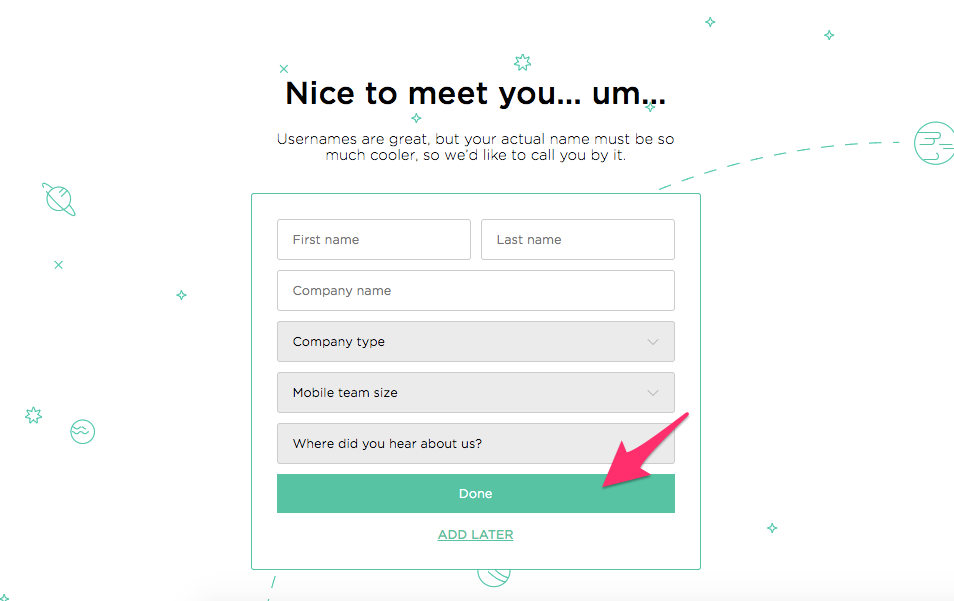 Nice to meet you... um...
Usernames are great, but your actual name must be so
much cooler, so we'd like to call you by it.
First name
Last name
Company name
Company type
Mobile team size
Where did you hear about us?
Done
ADD LATER